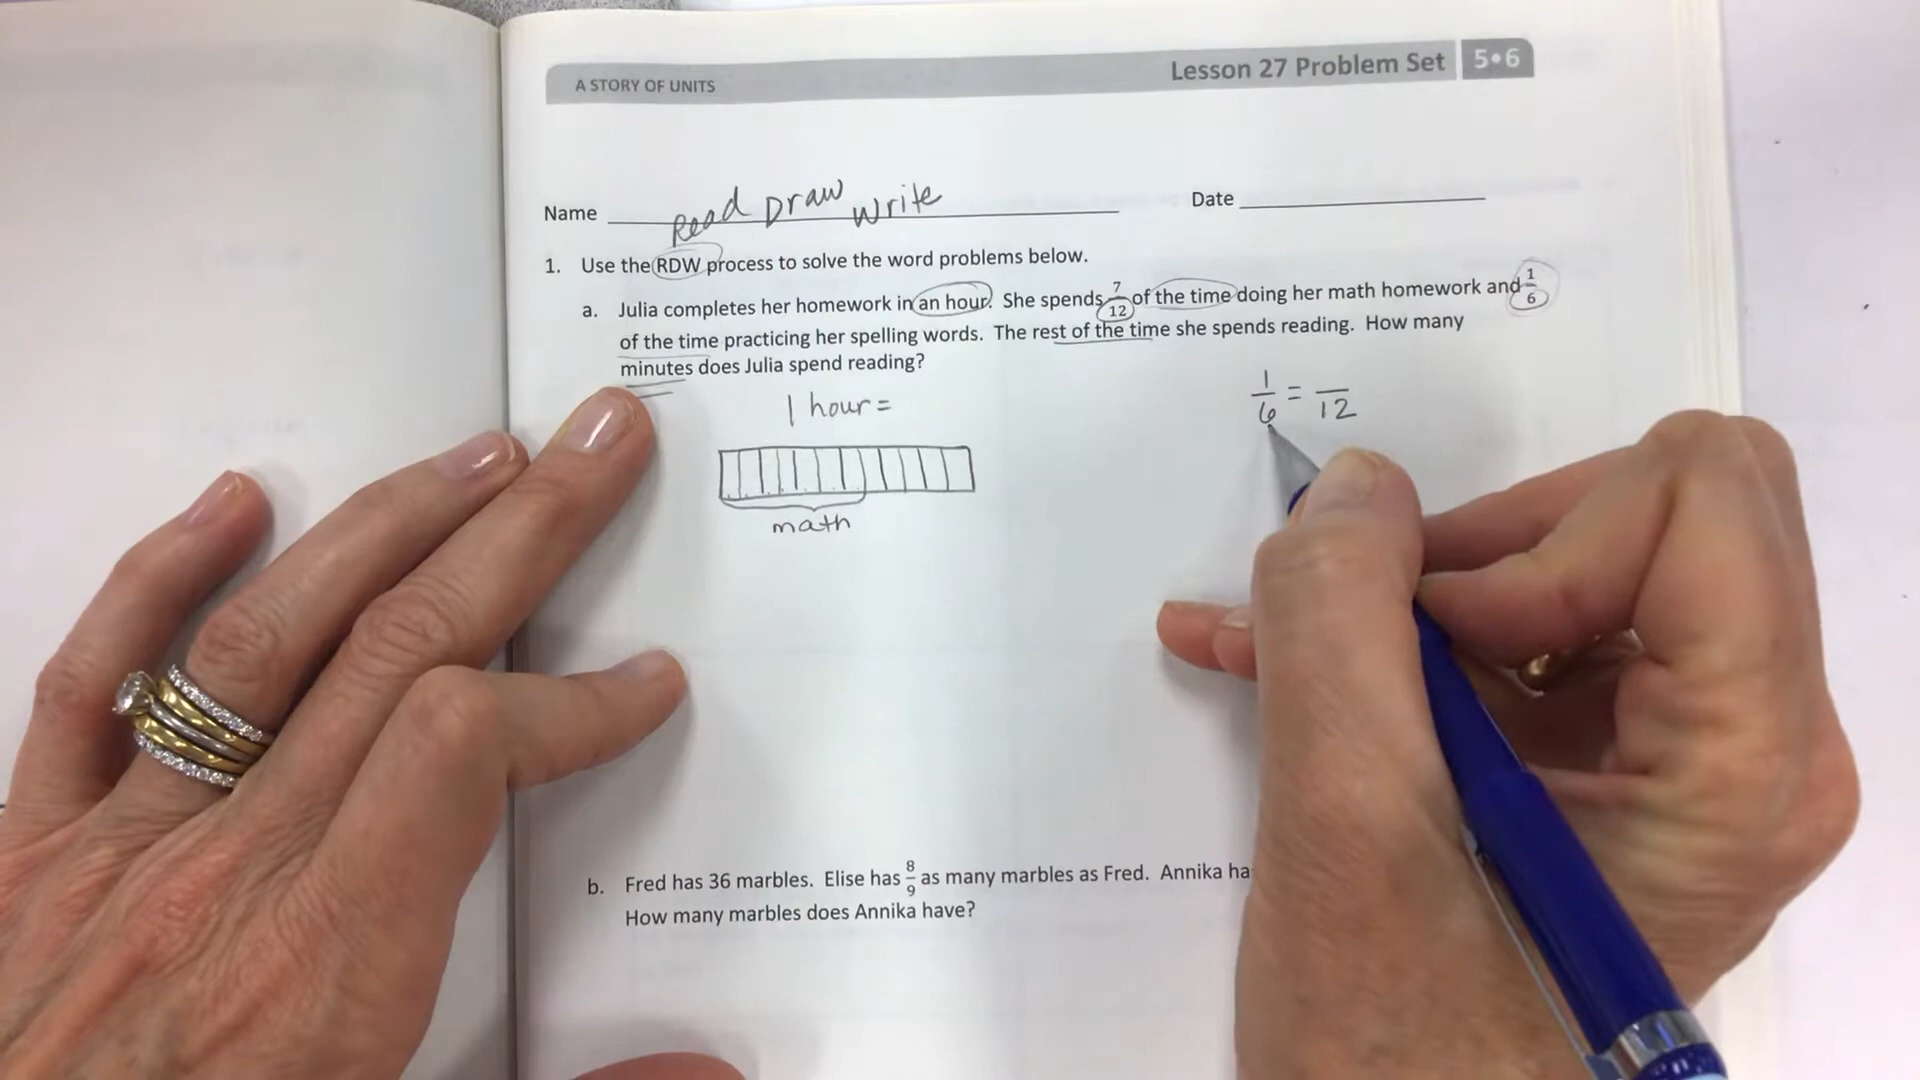 A STORY OF UNITS
Lesson 27 Problem Set 5•6
Name Read Draw Write Date
1. Use the RDW process to solve the word problems below.
a. Julia completes her homework in an hour. She spends 7/12 of the time doing her math homework and 1/6
of the time practicing her spelling words. The rest of the time she spends reading. How many
minutes does Julia spend reading?
1 hour =
1/6 = /12
math
b. Fred has 36 marbles. Elise has 8/9 as many marbles as Fred. Annika
How many marbles does Annika have?